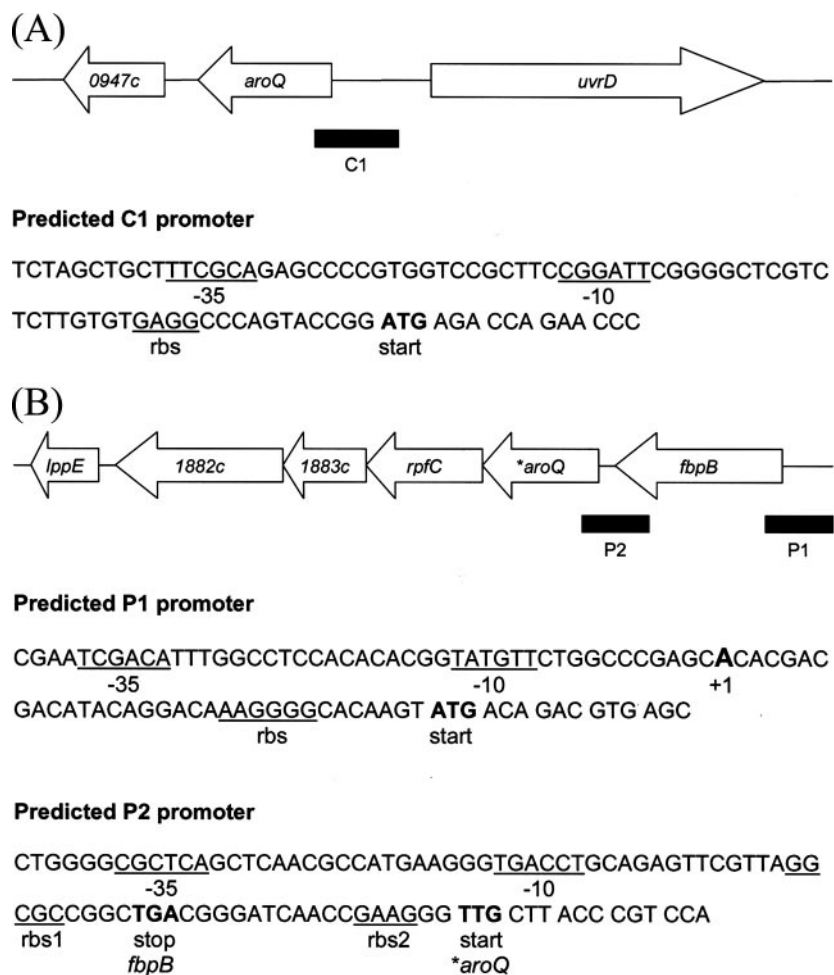 (A)
0947c aroQ uvrD
C1
Predicted C1 promoter
TCTAGCTGCTTTCGCAGAGCCCCGTGGTCCGCTTCCGGATTCGGGGCTCGTC
-35 -10
TCTTGTGTGAGGCCCAGTACCGG ATG AGA CCA GAA CCC
rbs start
(B)
lppE 1882c 1883c rpfC *aroQ fbpB
P2 P1
Predicted P1 promoter
CGAATCGACATTTGGCCTCCACACACGGTATGTTCTGGCCCGAGCACACGAC
-35 -10 +1
GACATACAGGACAAAGGGGCACAAGT ATG ACA GAC GTG AGC
rbs start
Predicted P2 promoter
CTGGGGCGCTCAGCTCAACGCCATGAAGGGTGACCTGCAGAGTTCGTTAGG
-35 -10
CGCCGGCTGACGGGATCAACCGAAGGG TTG CTT ACC CGT CCA
rbs1 stop rbs2 start
fbpB *aroQ